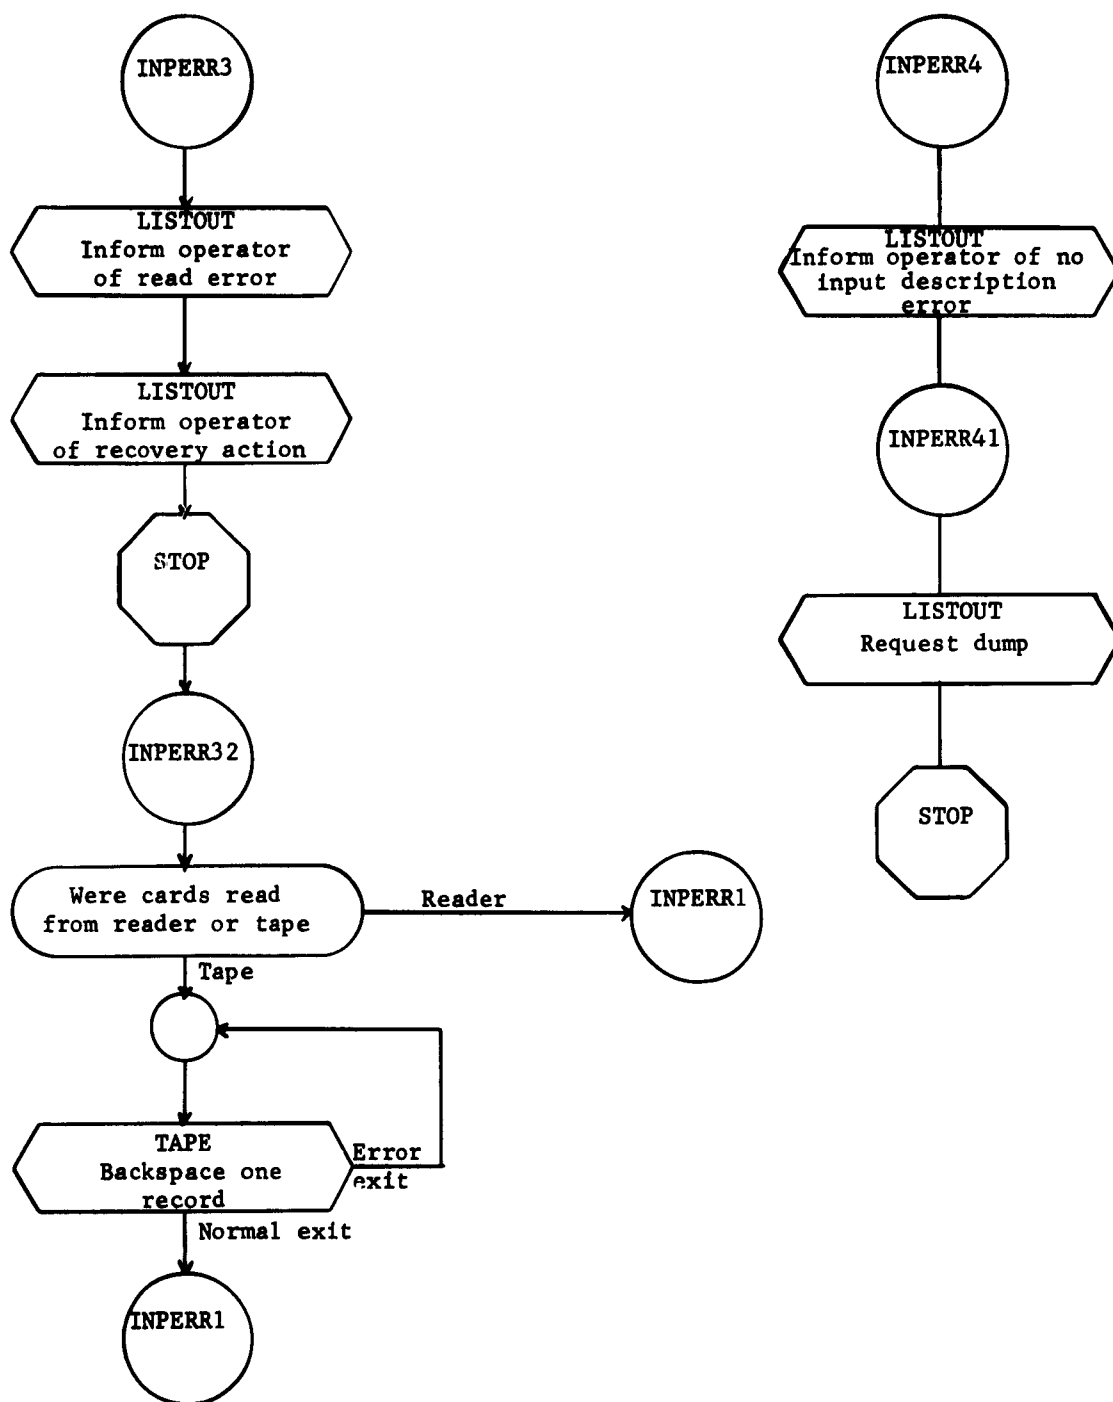 INPERR3
LISTOUT
Inform operator
of read error
LISTOUT
Inform operator
of recovery action
STOP
INPERR32
Were cards read
from reader or tape
Reader
INPERR1
Tape
TAPE
Backspace one
record
Error
exit
Normal exit
INPERR1
INPERR4
LISTOUT
Inform operator of no
input description
error
INPERR41
LISTOUT
Request dump
STOP